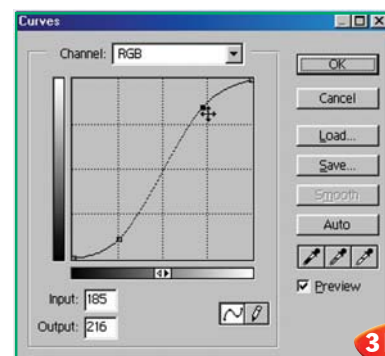 Curves
Channel: RGB
OK
Cancel
Load...
Save...
Smooth
Auto
Preview
Input: 185
Output: 216
3